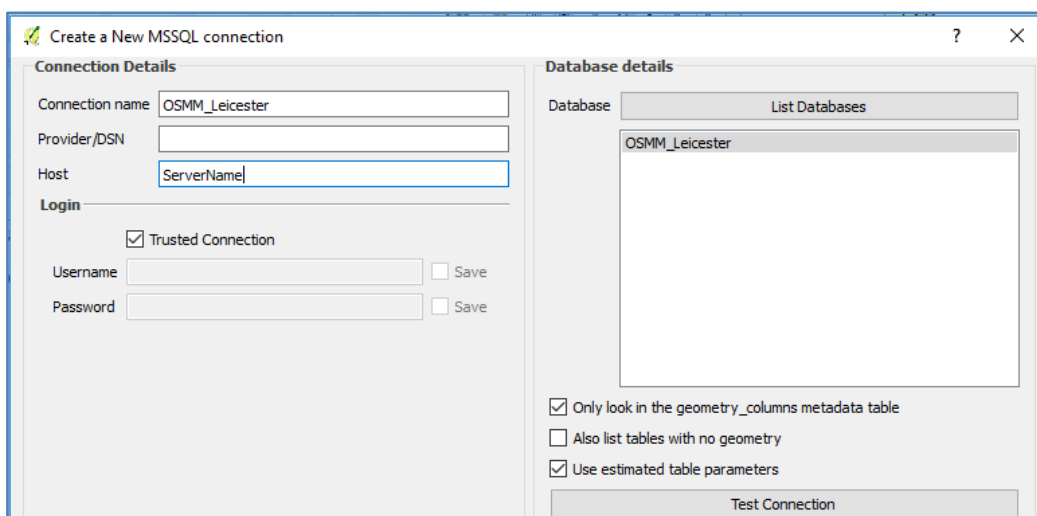 Create a New MSSQL connection
?
Connection Details
Connection name OSMM_Leicester
Provider/DSN
Host ServerName
Login
Trusted Connection
Username Save
Password Save
Database details
Database List Databases
OSMM_Leicester
Only look in the geometry_columns metadata table
Also list tables with no geometry
Use estimated table parameters
Test Connection